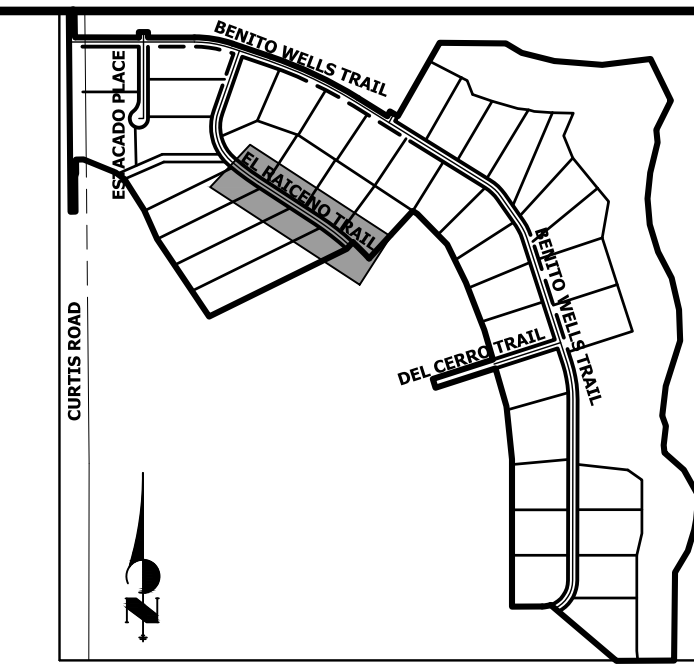 BENITO WELLS TRAIL
ESTACADO PLACE
EL RAICENO TRAIL
BENITO WELLS TRAIL
DEL CERRO TRAIL
CURTIS ROAD
N